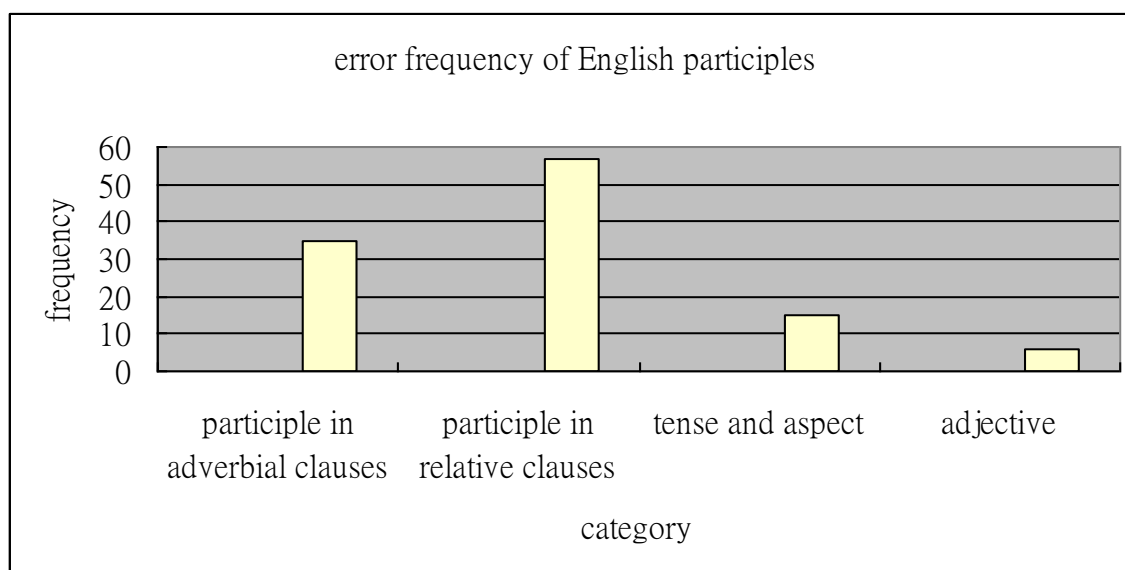 error frequency of English participles
60
50
40
30
20
10
0
frequency
participle in
adverbial clauses
participle in
relative clauses
tense and aspect
adjective
category